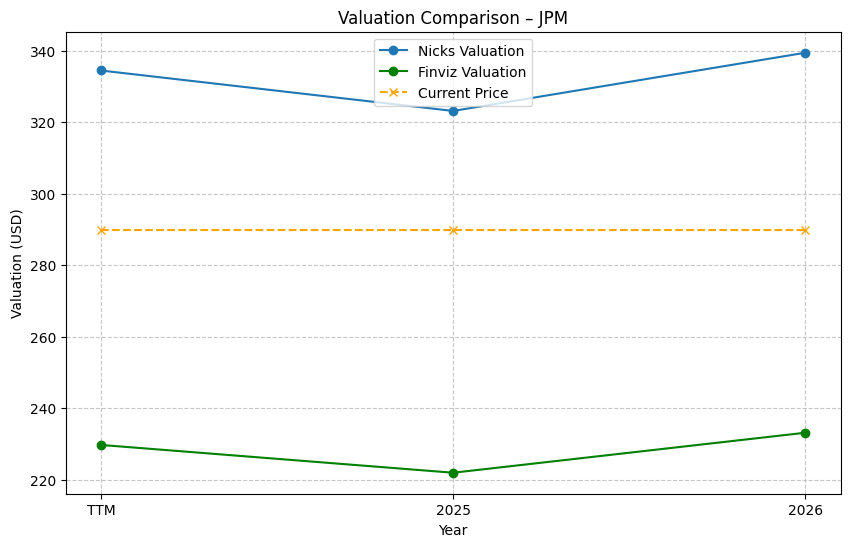 Valuation Comparison – JPM
Nicks Valuation
Finviz Valuation
Current Price
Valuation (USD)
340
320
300
280
260
240
220
TTM
2025
2026
Year